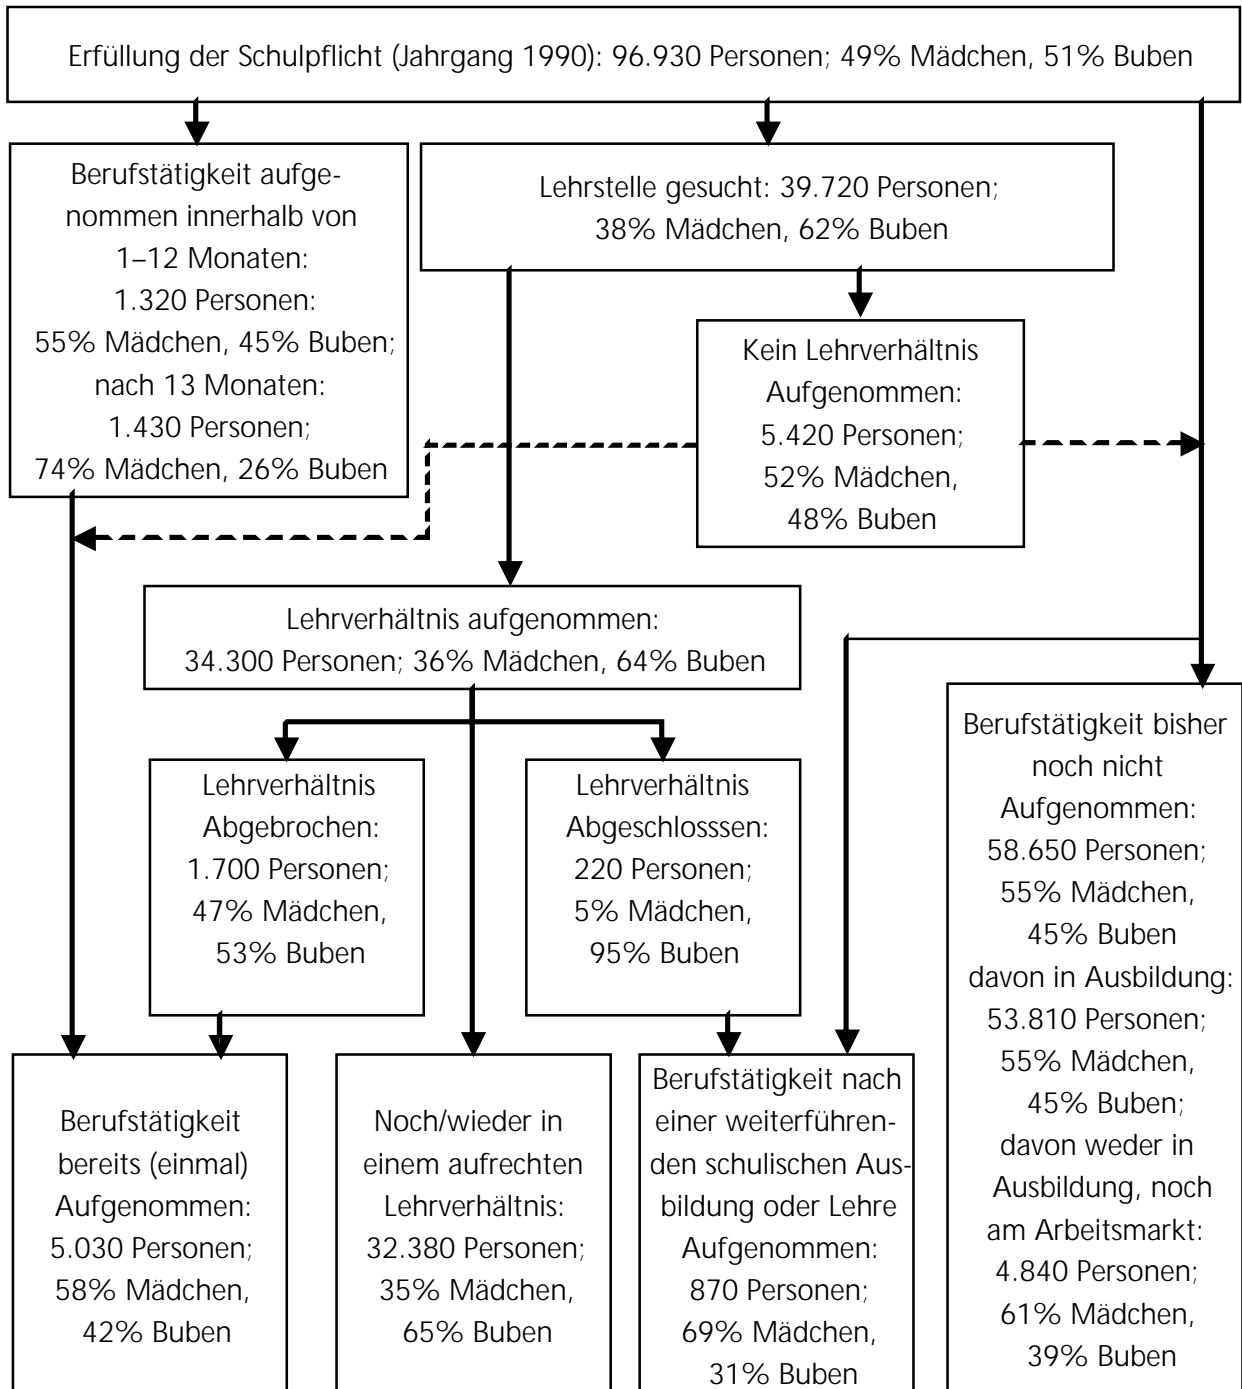 Erfüllung der Schulpflicht (Jahrgang 1990): 96.930 Personen; 49% Mädchen, 51% Buben
Berufstätigkeit aufge-
nommen innerhalb von
1–12 Monaten:
1.320 Personen:
55% Mädchen, 45% Buben;
nach 13 Monaten:
1.430 Personen;
74% Mädchen, 26% Buben
Lehrstelle gesucht: 39.720 Personen;
38% Mädchen, 62% Buben
Kein Lehrverhältnis
Aufgenommen:
5.420 Personen;
52% Mädchen,
48% Buben
Lehrverhältnis aufgenommen:
34.300 Personen; 36% Mädchen, 64% Buben
Lehrverhältnis
Abgebrochen:
1.700 Personen;
47% Mädchen,
53% Buben
Lehrverhältnis
Abgeschlosssen:
220 Personen;
5% Mädchen,
95% Buben
Berufstätigkeit bisher
noch nicht
Aufgenommen:
58.650 Personen;
55% Mädchen,
45% Buben
davon in Ausbildung:
53.810 Personen;
55% Mädchen,
45% Buben;
davon weder in
Ausbildung, noch
am Arbeitsmarkt:
4.840 Personen;
61% Mädchen,
39% Buben
Berufstätigkeit
bereits (einmal)
Aufgenommen:
5.030 Personen;
58% Mädchen,
42% Buben
Noch/wieder in
einem aufrechten
Lehrverhältnis:
32.380 Personen;
35% Mädchen,
65% Buben
Berufstätigkeit nach
einer weiterführen-
den schulischen Aus-
bildung oder Lehre
Aufgenommen:
870 Personen;
69% Mädchen,
31% Buben